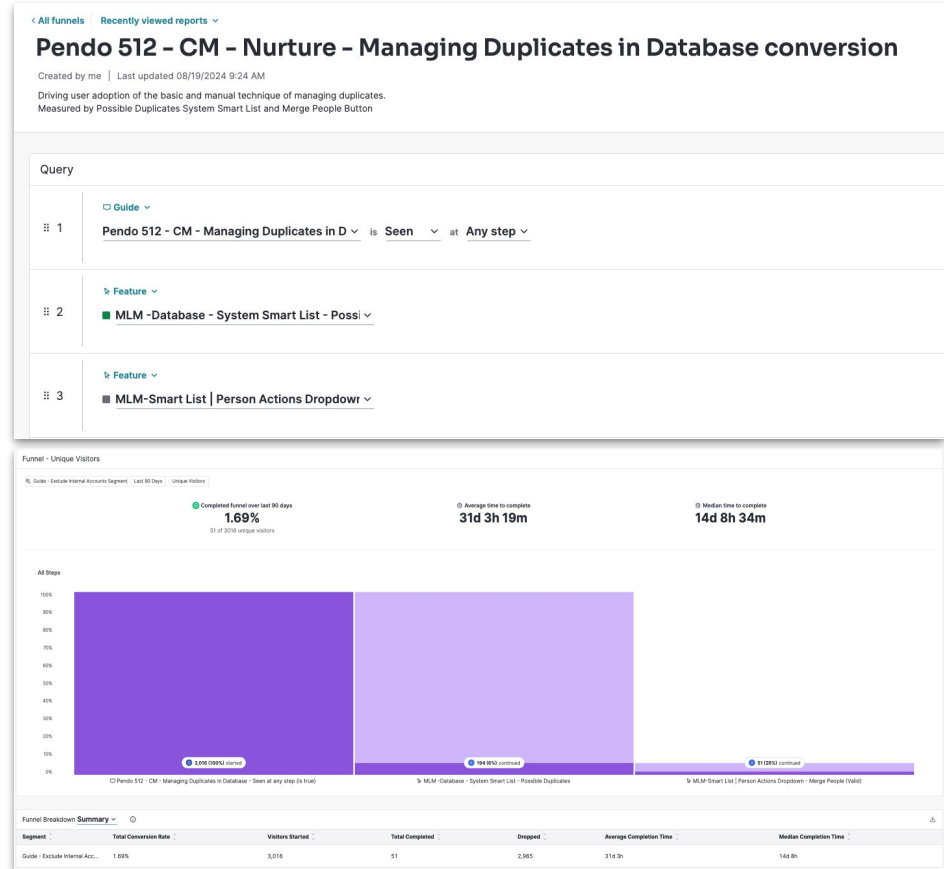 < All funnels Recently viewed reports
Pendo 512 – CM – Nurture – Managing Duplicates in Database conversion
Created by me | Last updated 08/19/2024 9:24 AM
Driving user adoption of the basic and manual technique of managing duplicates.
Measured by Possible Duplicates System Smart List and Merge People Button
Query
Guide
1 Pendo 512 - CM - Managing Duplicates in D is Seen at Any step
Feature
2 MLM -Database - System Smart List - Possi
Feature
3 MLM-Smart List | Person Actions Dropdown
Funnel - Unique Visitors
Guide - Exclude Internal Accounts Segment Last 90 Days Unique Visitors
Completed funnel over last 90 days Average time to complete Median time to complete
1.69% 31d 3h 19m 14d 8h 34m
51 of 3016 unique visitors
All Steps
100%
90%
80%
70%
60%
50%
40%
30%
20%
10%
0%
3,016 (100%) started 194 (6%) continued 51 (26%) continued
Pendo 512 - CM - Managing Duplicates in Database - Seen at any step (is true) MLM -Database - System Smart List - Possible Duplicates MLM-Smart List | Person Actions Dropdown - Merge People (Valid)
Funnel Breakdown Summary
Segment Total Conversion Rate Visitors Started Total Completed Dropped Average Completion Time Median Completion Time
Guide - Exclude Internal Acc... 1.69% 3,016 51 2,965 31d 3h 14d 8h